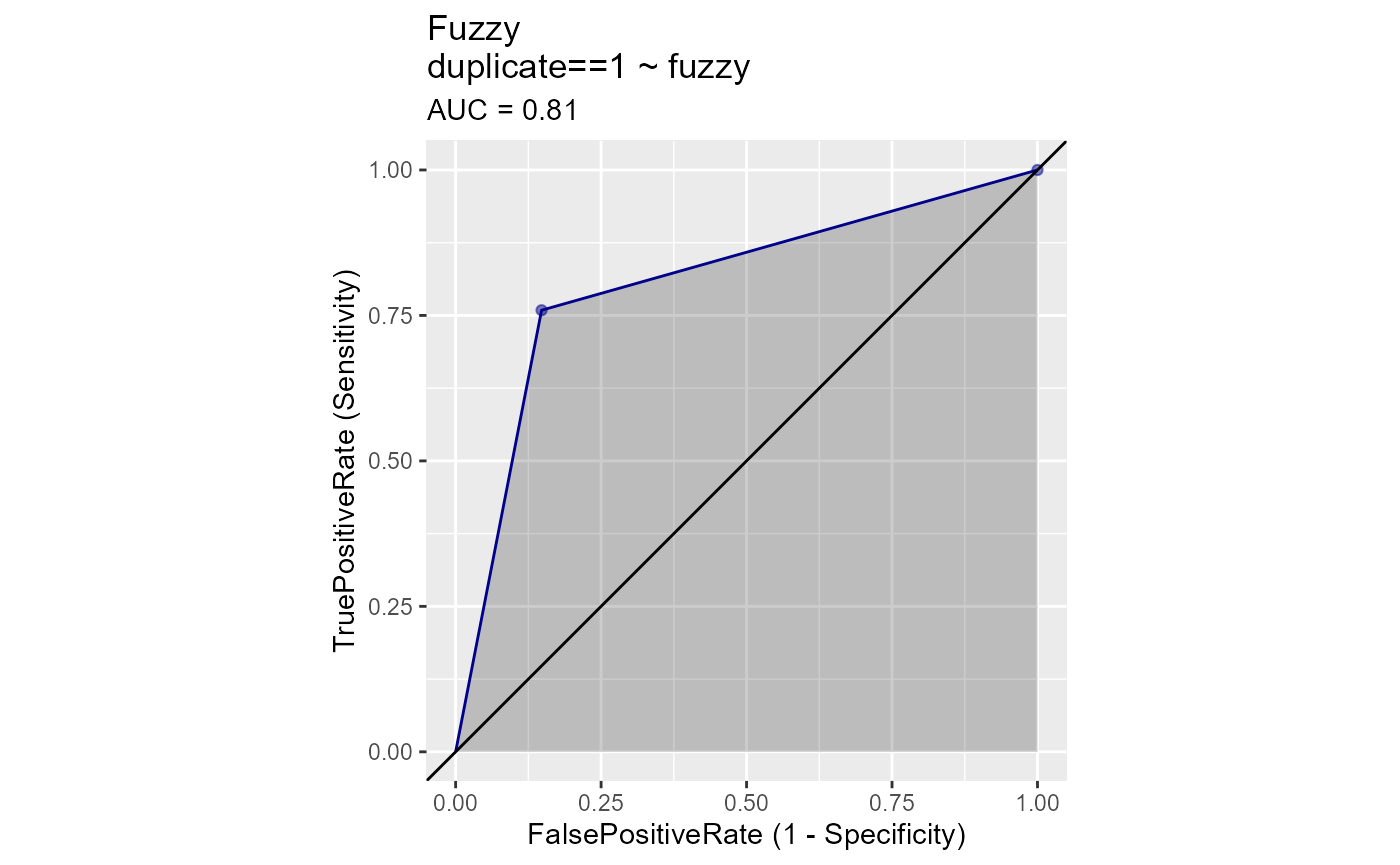 Fuzzy
duplicate==1 ~ fuzzy
AUC = 0.81
TruePositiveRate (Sensitivity)
1.00
0.75
0.50
0.25
0.00
0.00 0.25 0.50 0.75 1.00
FalsePositiveRate (1 - Specificity)